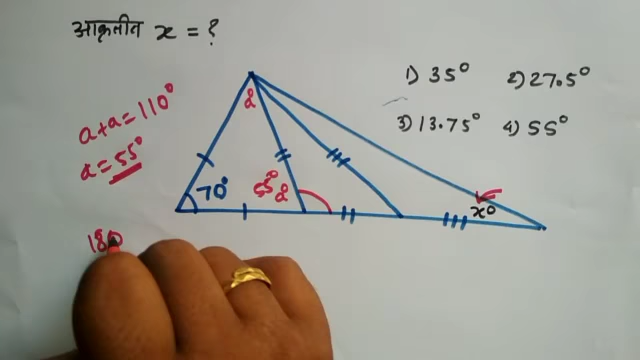 आकृतीत x = ?
1) 35° 2) 27.5°
3) 13.75° 4) 55°
a+a=110°
a=55°
a
70°
55° a
x°
180